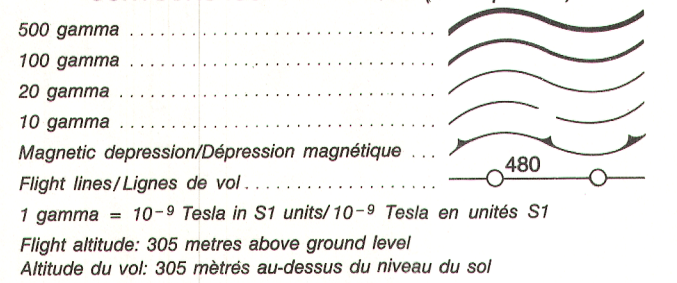 500 gamma ........................................
100 gamma ........................................
20 gamma ........................................
10 gamma ........................................
Magnetic depression/Dépression magnétique ...
480
Flight lines/Lignes de vol ....................
1 gamma = 10⁻⁹ Tesla in S1 units/10⁻⁹ Tesla en unités S1
Flight altitude: 305 metres above ground level
Altitude du vol: 305 mètrés au-dessus du niveau du sol